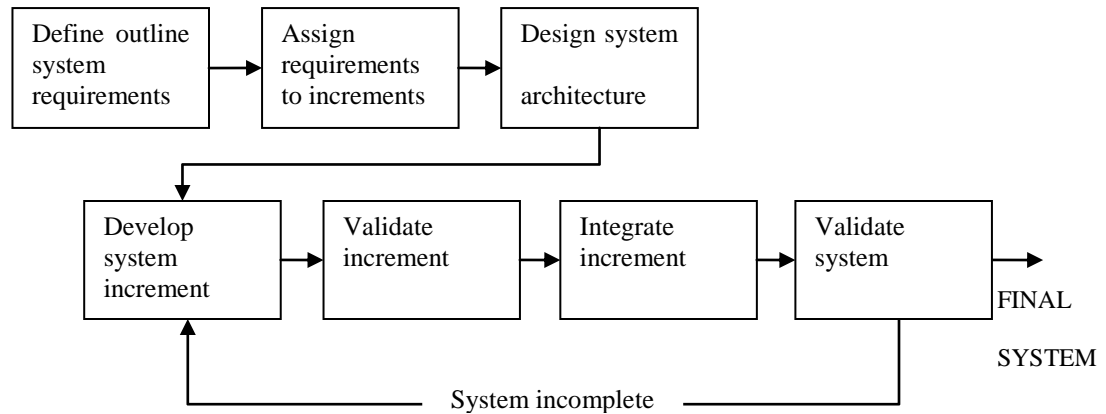 Define outline
system
requirements
Assign
requirements
to increments
Design system
architecture
Develop
system
increment
Validate
increment
Integrate
increment
Validate
system
FINAL
SYSTEM
System incomplete